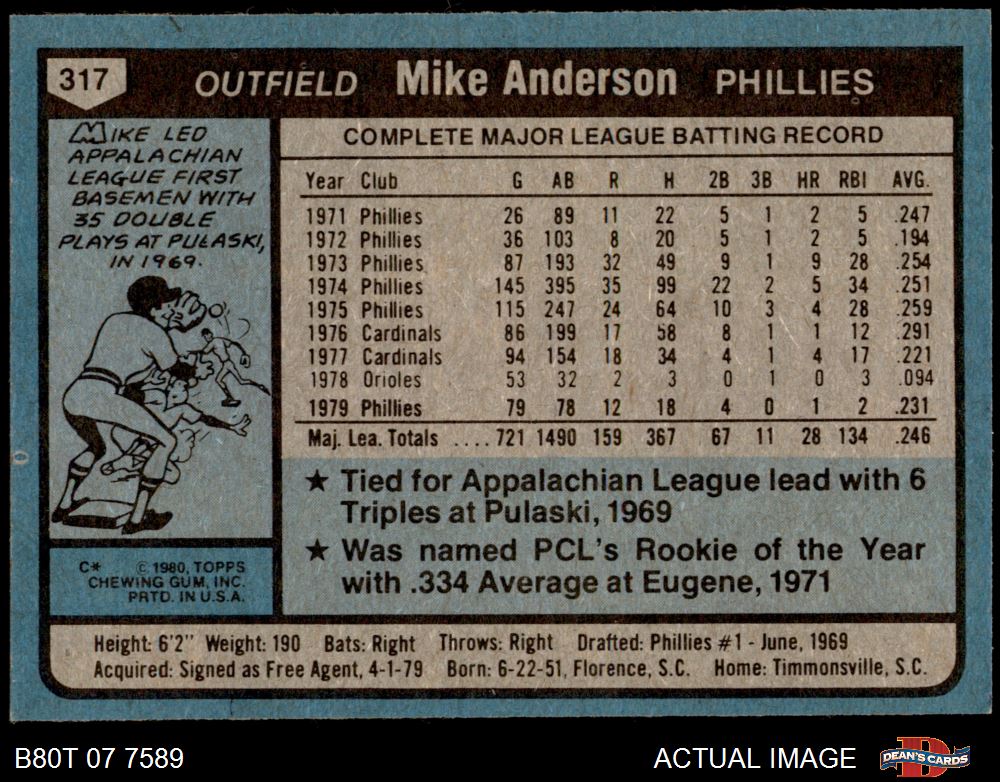 317 OUTFIELD Mike Anderson PHILLIES
MIKE LED
APPALACHIAN
LEAGUE FIRST
BASEMEN WITH
35 DOUBLE
PLAYS AT PULASKI,
IN 1969.
COMPLETE MAJOR LEAGUE BATTING RECORD
Year Club G AB R H 2B 3B HR RBI AVG.
1971 Phillies 26 89 11 22 5 1 2 5 .247
1972 Phillies 36 103 8 20 5 1 2 5 .194
1973 Phillies 87 193 32 49 9 1 9 28 .254
1974 Phillies 145 395 35 99 22 2 5 34 .251
1975 Phillies 115 247 24 64 10 3 4 28 .259
1976 Cardinals 86 199 17 58 8 1 1 12 .291
1977 Cardinals 94 154 18 34 4 1 4 17 .221
1978 Orioles 53 32 2 3 0 1 0 3 .094
1979 Phillies 79 78 12 18 4 0 1 2 .231
Maj. Lea. Totals .... 721 1490 159 367 67 11 28 134 .246
★ Tied for Appalachian League lead with 6
Triples at Pulaski, 1969
★ Was named PCL's Rookie of the Year
with .334 Average at Eugene, 1971
C* © 1980, TOPPS
CHEWING GUM, INC.
PRTD. IN U.S.A.
Height: 6'2" Weight: 190 Bats: Right Throws: Right Drafted: Phillies #1 - June, 1969
Acquired: Signed as Free Agent, 4-1-79 Born: 6-22-51, Florence, S.C. Home: Timmonsville, S.C.
B80T 07 7589 ACTUAL IMAGE DEAN'S CARDS